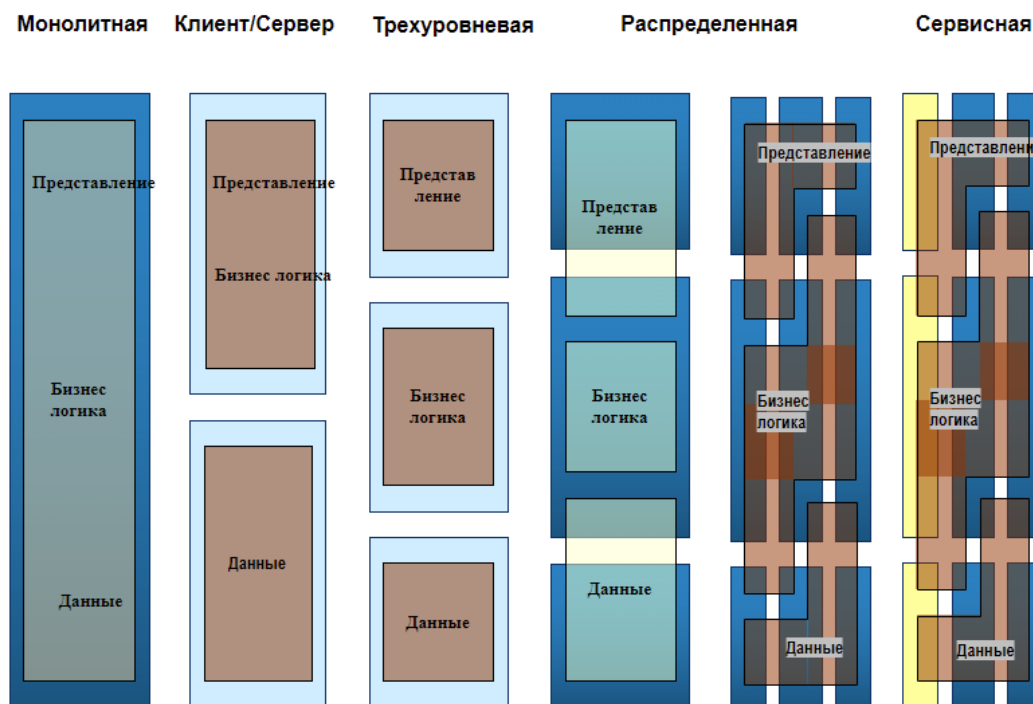 Монолитная
Клиент/Сервер
Трехуровневая
Распределенная
Сервисная
Представление
Бизнес
логика
Данные
Представление
Бизнес логика
Данные
Представ
ление
Бизнес
логика
Данные
Представ
ление
Бизнес
логика
Данные
Представление
Бизнес
логика
Данные
Представлени
Бизнес
логика
Данные